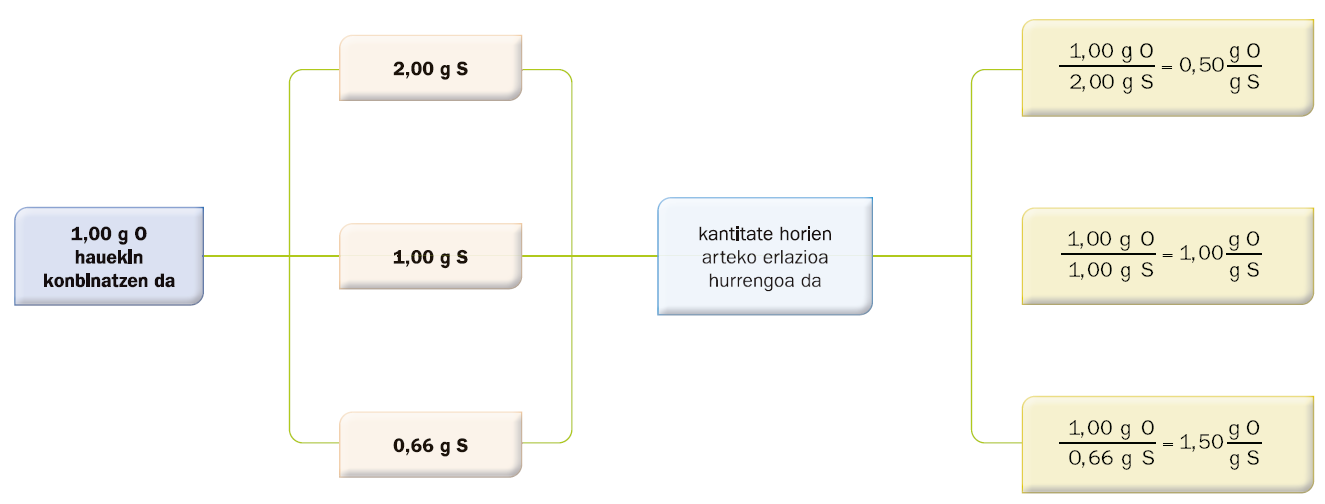 1,00 g O
hauekin
konbinatzen da
2,00 g S
1,00 g S
0,66 g S
kantitate horien
arteko erlazioa
hurrengoa da
1,00 g O / 2,00 g S = 0,50 g O / g S
1,00 g O / 1,00 g S = 1,00 g O / g S
1,00 g O / 0,66 g S = 1,50 g O / g S